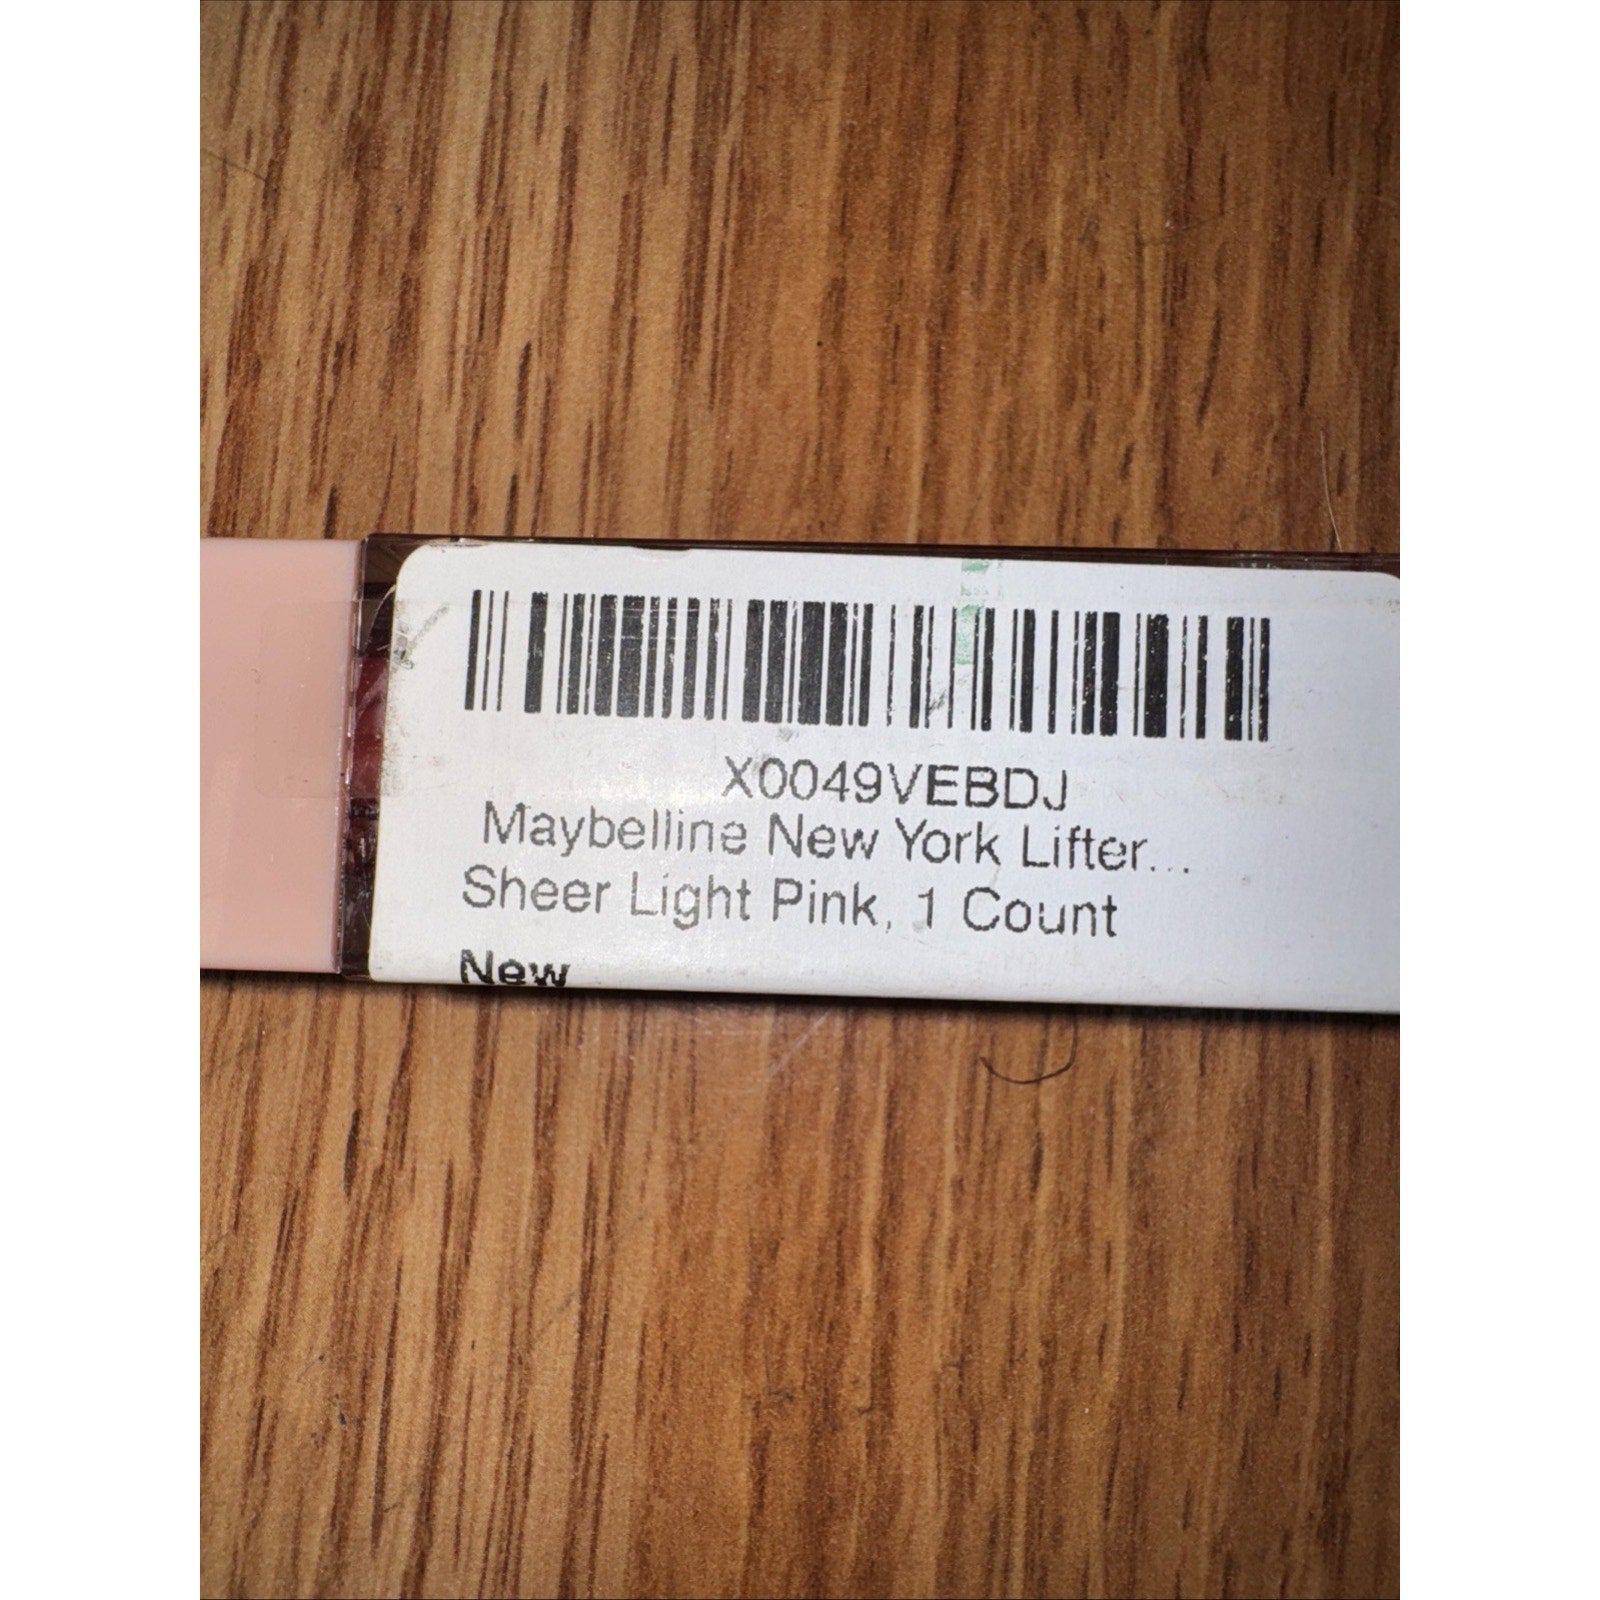 X0049VEBDJ
Maybelline New York Lifter...
Sheer Light Pink, 1 Count
New